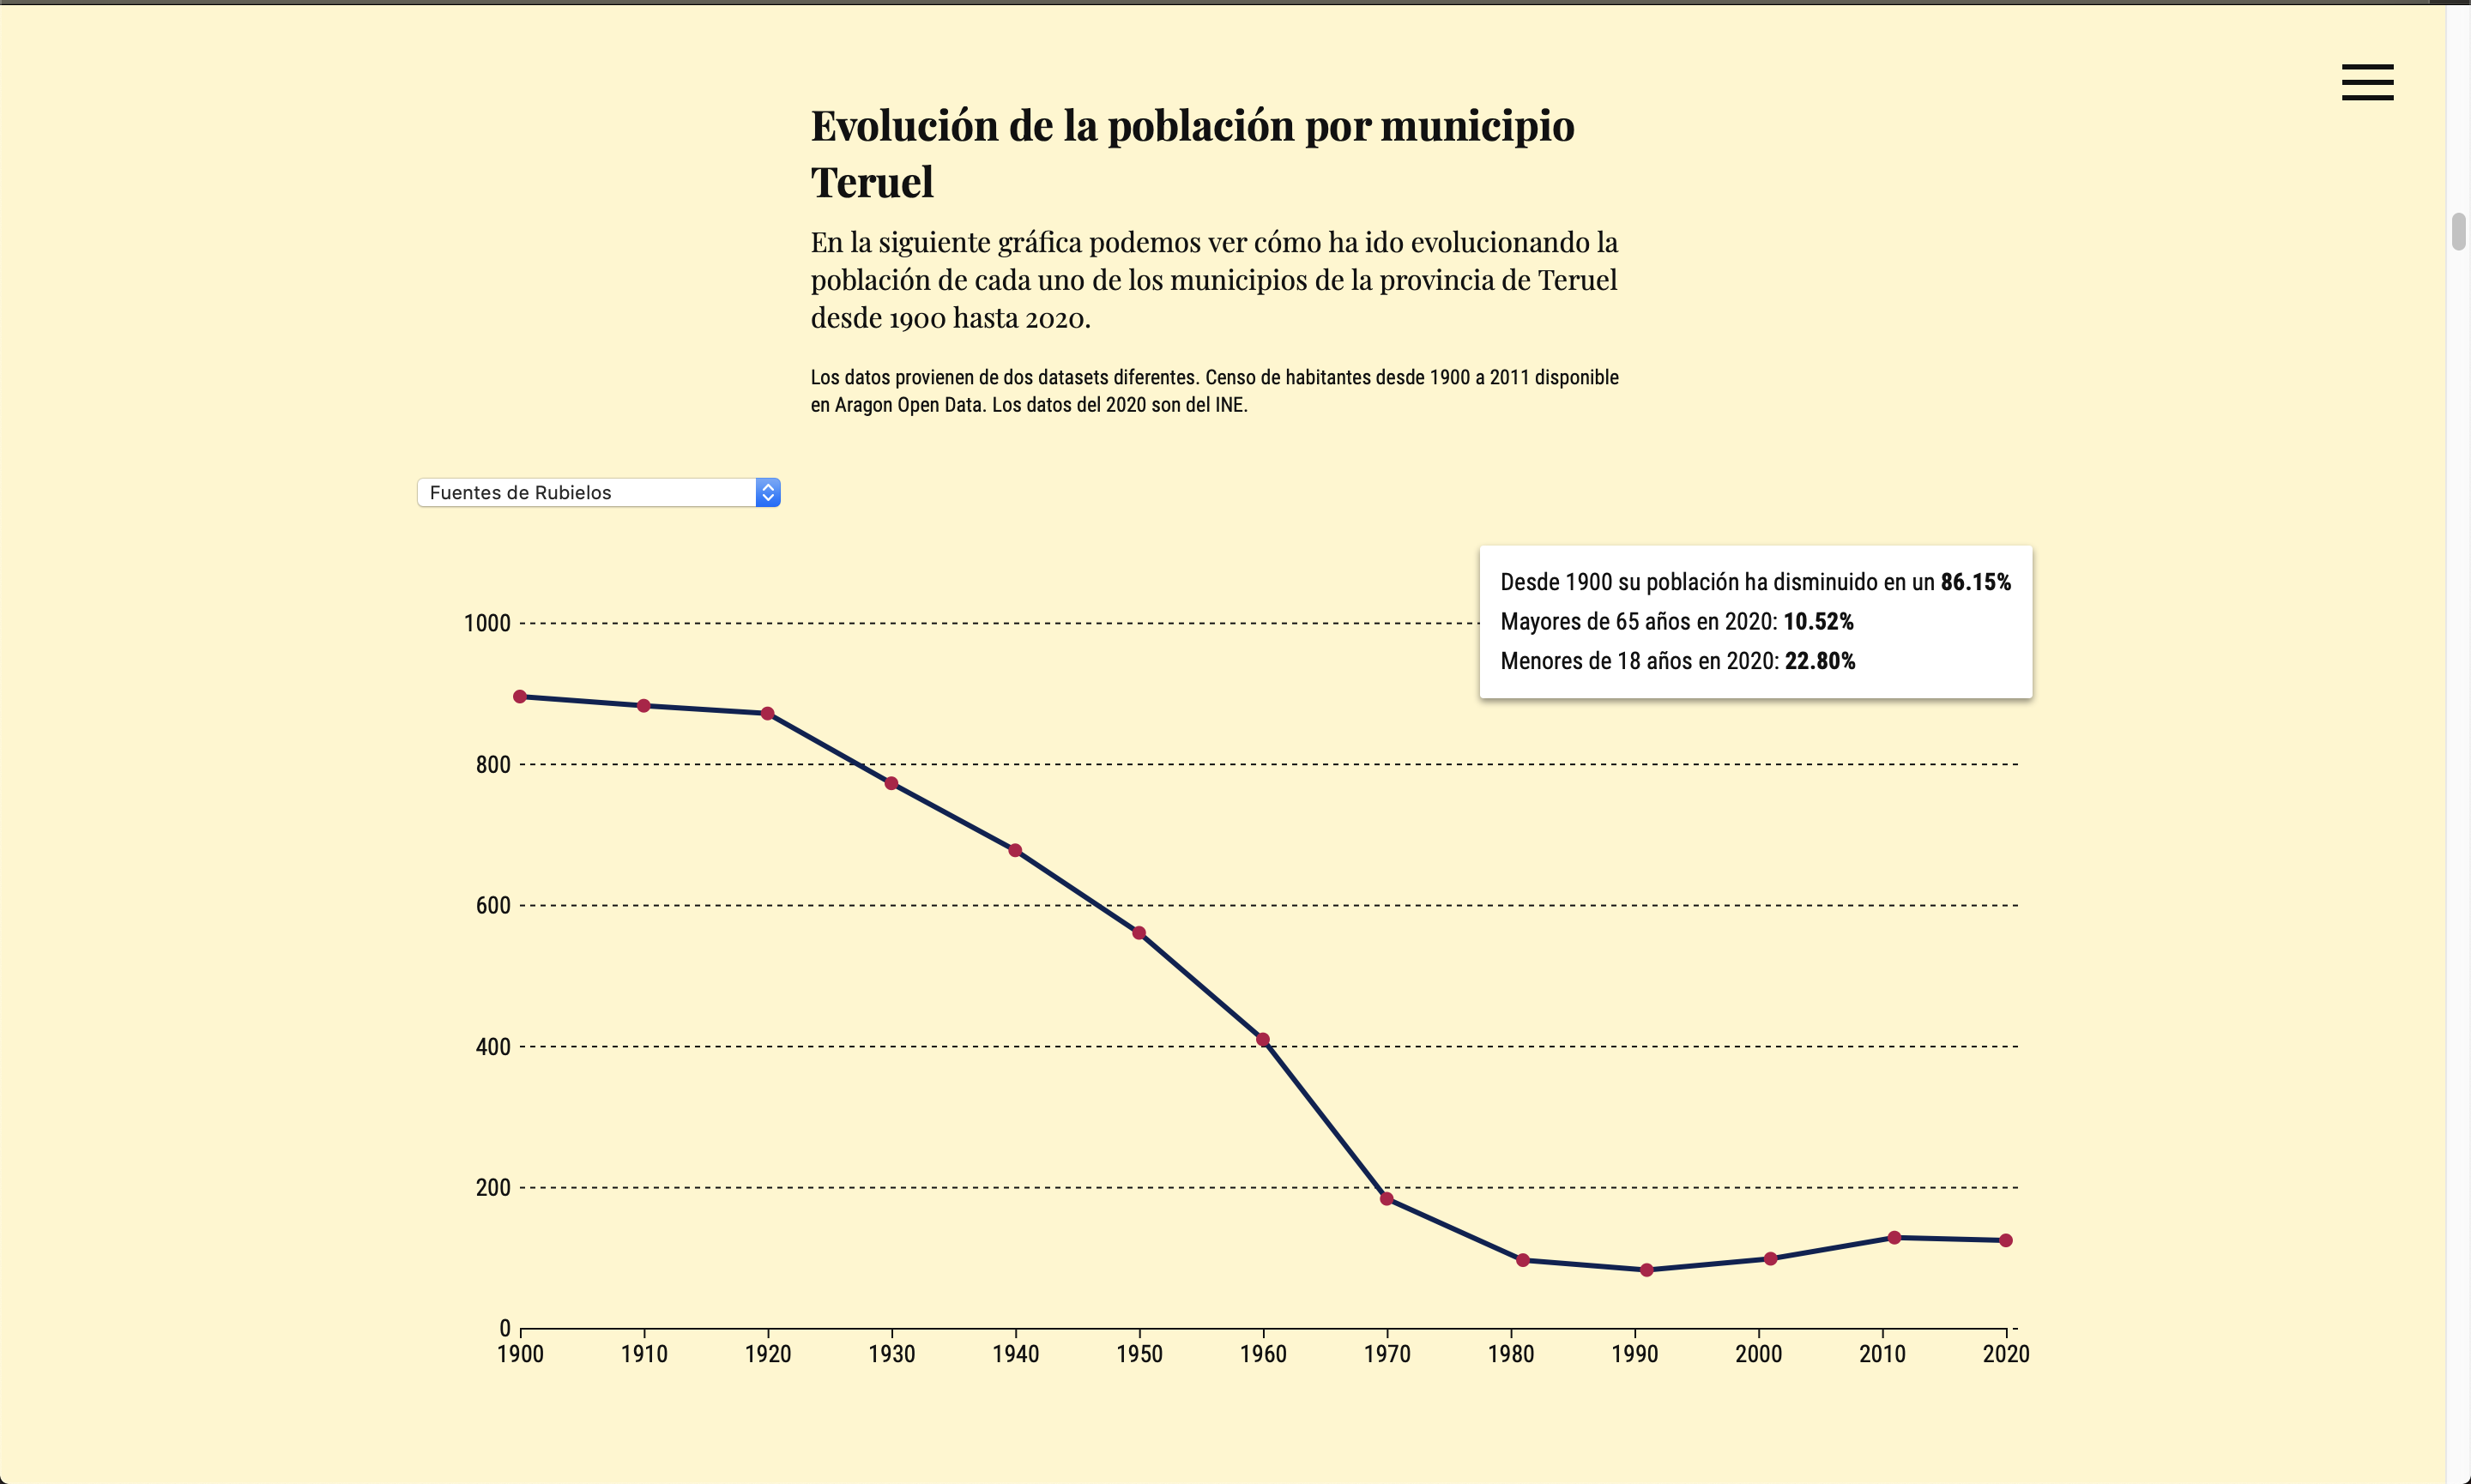 Evolución de la población por municipio
Teruel
En la siguiente gráfica podemos ver cómo ha ido evolucionando la
población de cada uno de los municipios de la provincia de Teruel
desde 1900 hasta 2020.
Los datos provienen de dos datasets diferentes. Censo de habitantes desde 1900 a 2011 disponible
en Aragon Open Data. Los datos del 2020 son del INE.
Fuentes de Rubielos
Desde 1900 su población ha disminuido en un 86.15%
Mayores de 65 años en 2020: 10.52%
Menores de 18 años en 2020: 22.80%
1000
800
600
400
200
0
1900 1910 1920 1930 1940 1950 1960 1970 1980 1990 2000 2010 2020